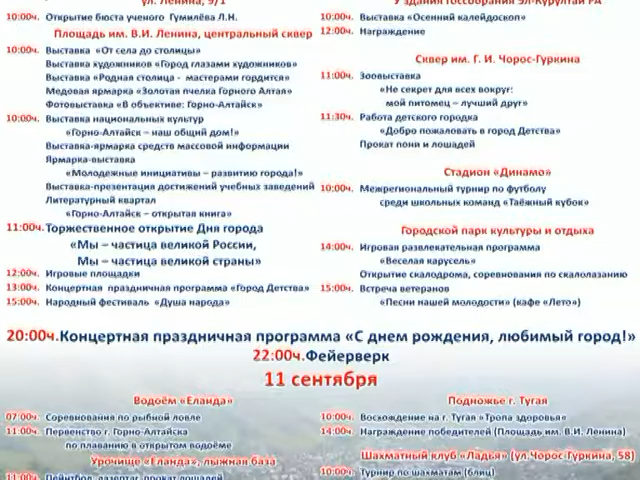 ул. Ленина, 9/1
10:00ч. Открытие бюста ученого Гумилёва Л.Н.
Площадь им. В.И. Ленина, центральный сквер
10:00ч. Выставка «От села до столицы»
Выставка художников «Город глазами художников»
Выставка «Родная столица - мастерами гордится»
Медовая ярмарка «Золотая пчелка Горного Алтая»
Фотовыставка «В объективе: Горно-Алтайск»
10:00ч. Выставка национальных культур
«Горно-Алтайск – наш общий дом!»
Выставка-ярмарка средств массовой информации
Ярмарка-выставка
«Молодежные инициативы – развитию города!»
Выставка-презентация достижений учебных заведений
Литературный квартал
«Горно-Алтайск – открытая книга»
11:00ч. Торжественное открытие Дня города
«Мы – частица великой России,
Мы – частица великой страны»
12:00ч. Игровые площадки
13:00ч. Концертная праздничная программа «Город Детства»
15:00ч. Народный фестиваль «Душа народа»
У здания Госсобрания Эл-Курултай РА
10:00ч. Выставка «Осенний калейдоскоп»
12:00ч. Награждение
Сквер им. Г. И. Чорос-Гуркина
11:00ч. Зоовыставка
«Не секрет для всех вокруг:
мой питомец – лучший друг»
11:30ч. Работа детского городка
«Добро пожаловать в город Детства»
Прокат пони и лошадей
Стадион «Динамо»
10:00ч. Межрегиональный турнир по футболу
среди школьных команд «Таёжный кубок»
Городской парк культуры и отдыха
14:00ч. Игровая развлекательная программа
«Веселая карусель»
Открытие скалодрома, соревнования по скалолазанию
15:00ч. Встреча ветеранов
«Песни нашей молодости» (кафе «Лето»)
20:00ч. Концертная праздничная программа «С днем рождения, любимый город!»
22:00ч. Фейерверк
11 сентября
Водоём «Еланда»
07:00ч. Соревнования по рыбной ловле
11:00ч. Первенство г. Горно-Алтайска
по плаванию в открытом водоёме
Урочище «Еланда», лыжная база
11:00ч. Пейнтбол, лазертаг, прокат лошадей
Подножье г. Тугая
10:00ч. Восхождение на г. Тугая «Тропа здоровья»
14:00ч. Награждение победителей (Площадь им. В.И. Ленина)
Шахматный клуб «Ладья» (ул.Чорос-Гуркина, 58)
10:00ч. Турнир по шахматам (блиц)